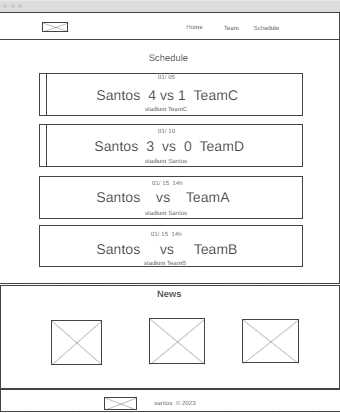 Home Team Schedule
Schedule
01/ 05
Santos 4 vs 1 TeamC
stadium TeamC
01/ 10
Santos 3 vs 0 TeamD
stadium Santos
01/ 15 14h
Santos vs TeamA
stadium Santos
01/ 15 14h
Santos vs TeamB
stadium TeamB
News
santos © 2023